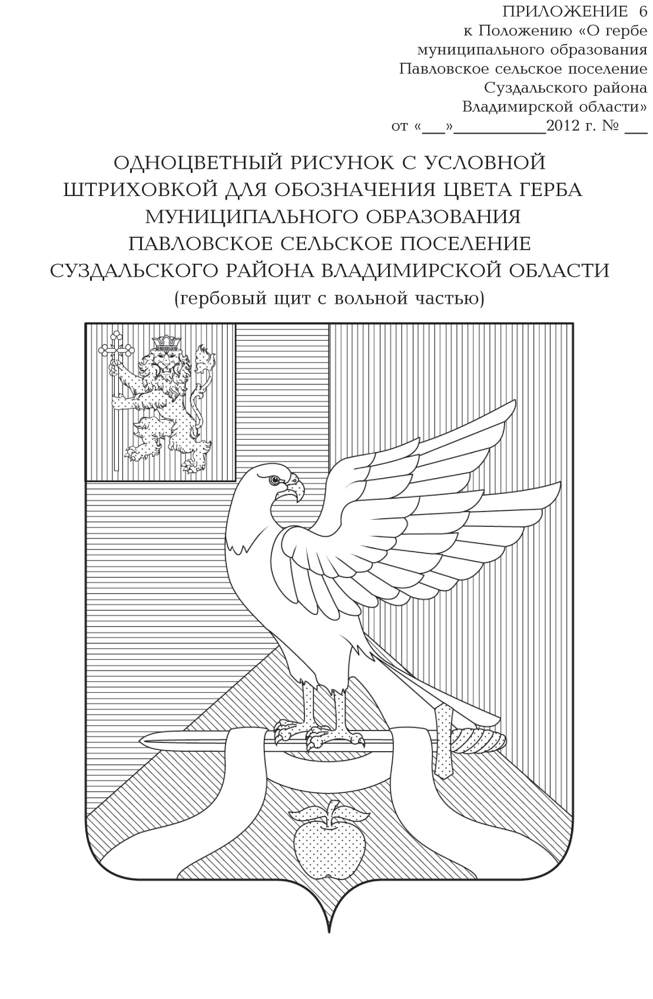 ПРИЛОЖЕНИЕ 6
к Положению «О гербе
муниципального образования
Павловское сельское поселение
Суздальского района
Владимирской области»
от «___»____________2012 г. № ___
ОДНОЦВЕТНЫЙ РИСУНОК С УСЛОВНОЙ
ШТРИХОВКОЙ ДЛЯ ОБОЗНАЧЕНИЯ ЦВЕТА ГЕРБА
МУНИЦИПАЛЬНОГО ОБРАЗОВАНИЯ
ПАВЛОВСКОЕ СЕЛЬСКОЕ ПОСЕЛЕНИЕ
СУЗДАЛЬСКОГО РАЙОНА ВЛАДИМИРСКОЙ ОБЛАСТИ
(гербовый щит с вольной частью)